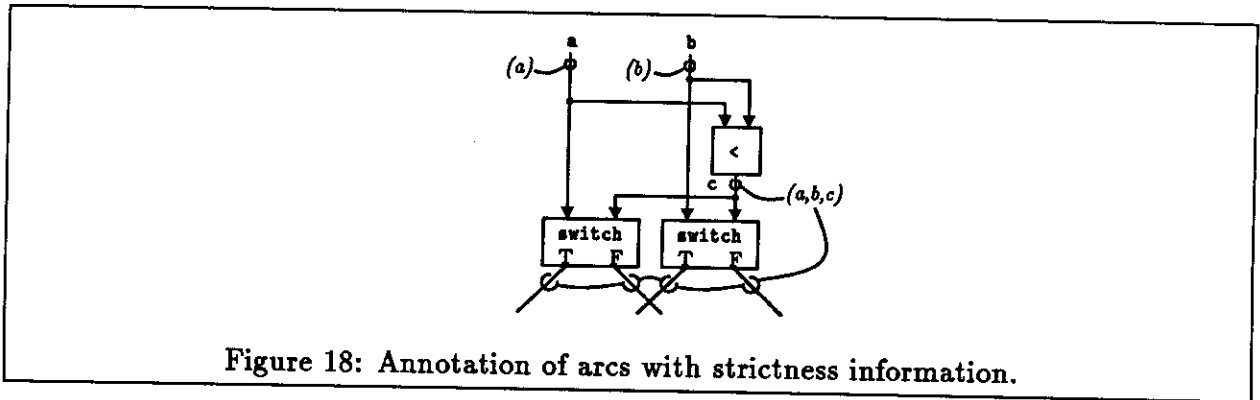 a b
(a) (b)
<
c (a,b,c)
switch switch
T F T F
Figure 18: Annotation of arcs with strictness information.